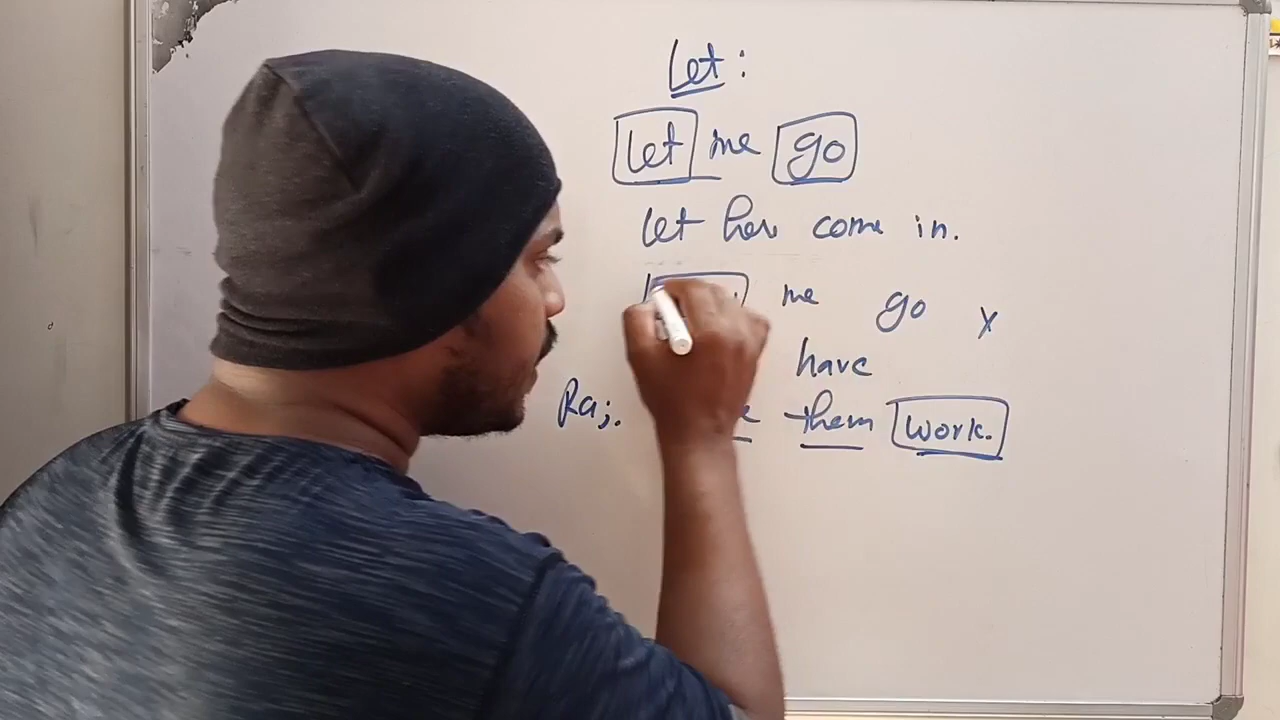 Let:
let me go
let her come in.
me go x
have
Raj. them work.